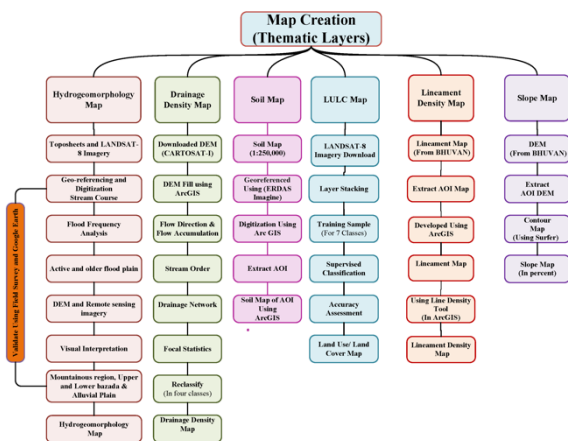 Map Creation
(Thematic Layers)
Hydrogeomorphology
Map
Toposheets and LANDSAT-
8 Imagery
Geo-referencing and
Digitization
Stream Course
Flood Frequency
Analysis
Active and older flood plain
DEM and Remote sensing
imagery
Visual Interpretation
Mountainous region, Upper
and Lower bazada &
Alluvial Plain
Hydrogeomorphology
Map
Validate Using Field Survey and Google Earth
Drainage
Density Map
Downloaded DEM
(CARTOSAT-I)
DEM Fill using
ArcGIS
Flow Direction &
Flow Accumulation
Stream Order
Drainage Network
Focal Statistics
Reclassify
(In four classes)
Drainage Density
Map
Soil Map
Soil Map
(1:250,000)
Georeferenced
Using (ERDAS
Imagine)
Digitization Using
Arc GIS
Extract AOI
Soil Map of AOI
Using
ArcGIS
LULC Map
LANDSAT-8
Imagery Download
Layer Stacking
Training Sample
(For 7 Classes)
Supervised
Classification
Accuracy
Assessment
Land Use/ Land
Cover Map
Lineament
Density Map
Lineament Map
(From BHUVAN)
Extract AOI Map
Developed Using
ArcGIS
Lineament Map
Using Line Density
Tool
(In ArcGIS)
Lineament Density
Map
Slope Map
DEM
(From BHUVAN)
Extract
AOI DEM
Contour
Map
(Using Surfer)
Slope Map
(In percent)